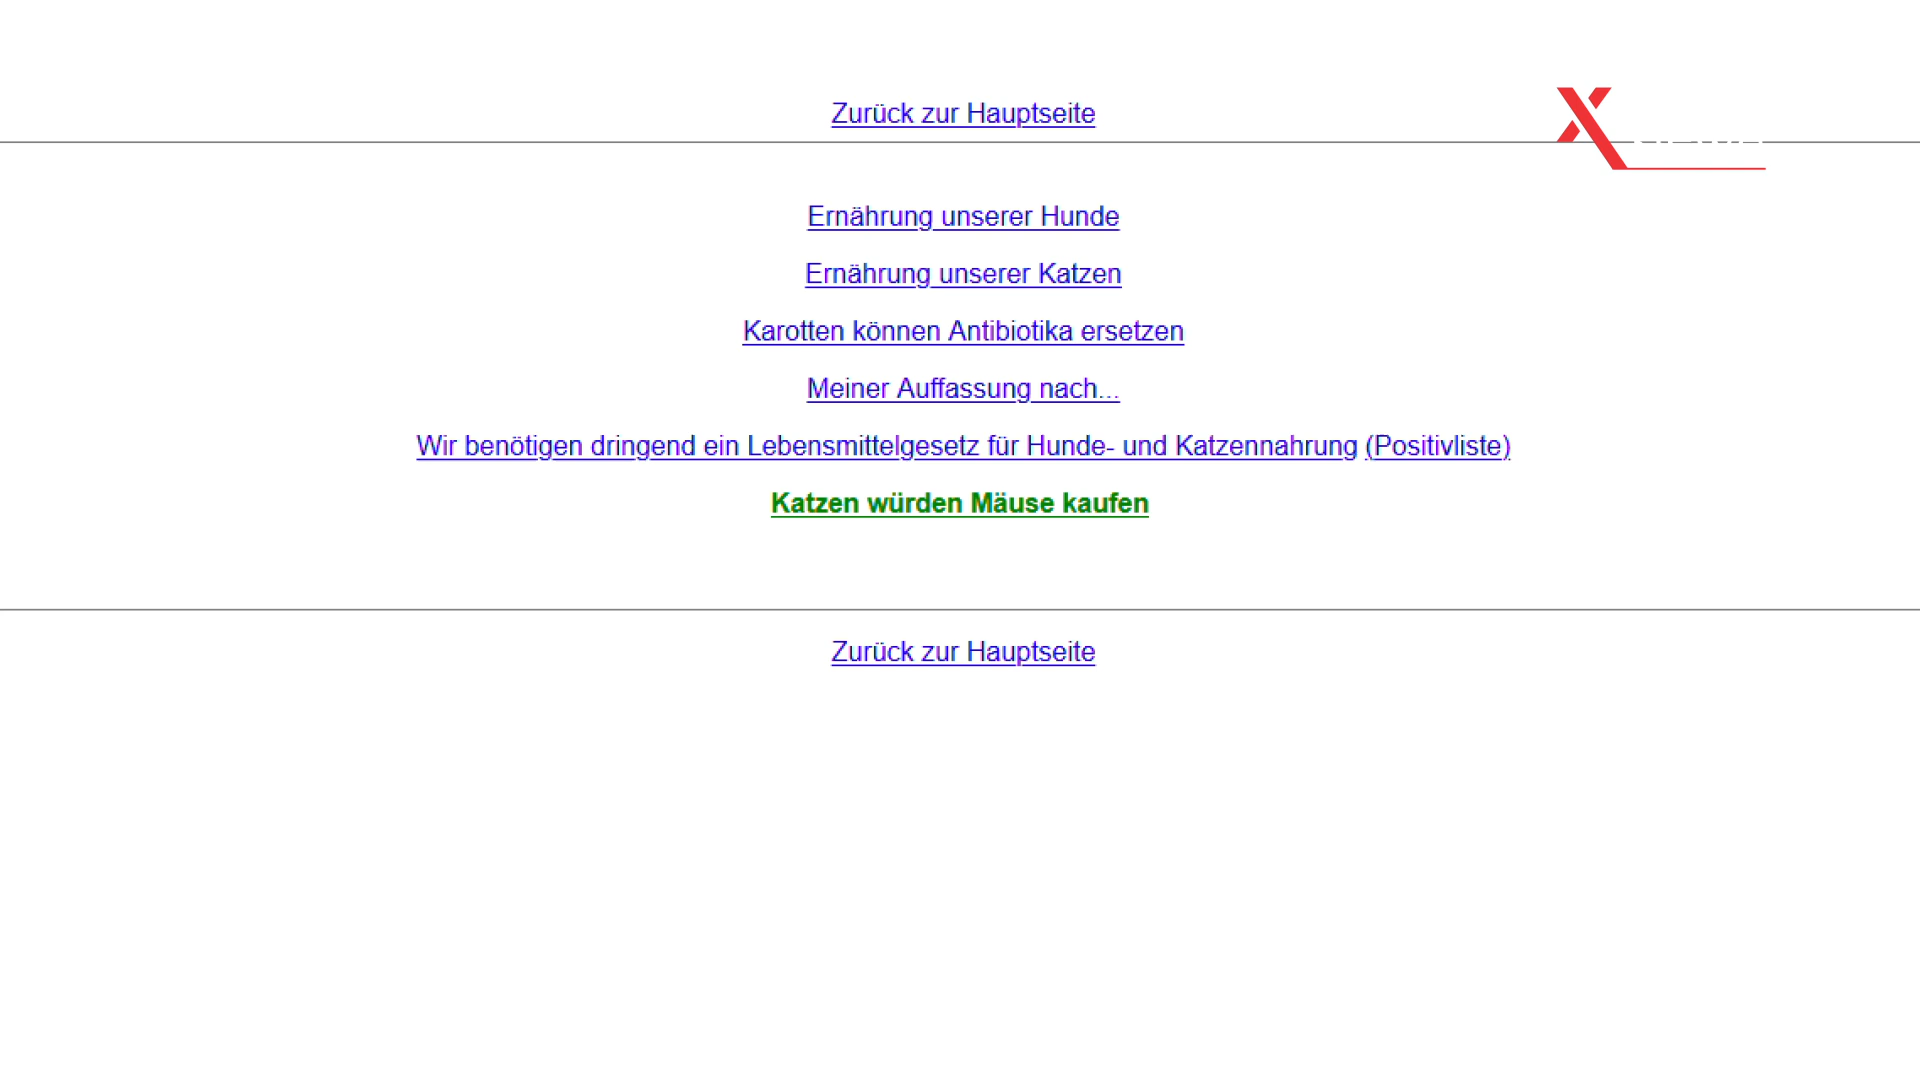 Zurück zur Hauptseite
Ernährung unserer Hunde
Ernährung unserer Katzen
Karotten können Antibiotika ersetzen
Meiner Auffassung nach...
Wir benötigen dringend ein Lebensmittelgesetz für Hunde- und Katzennahrung (Positivliste)
Katzen würden Mäuse kaufen
Zurück zur Hauptseite